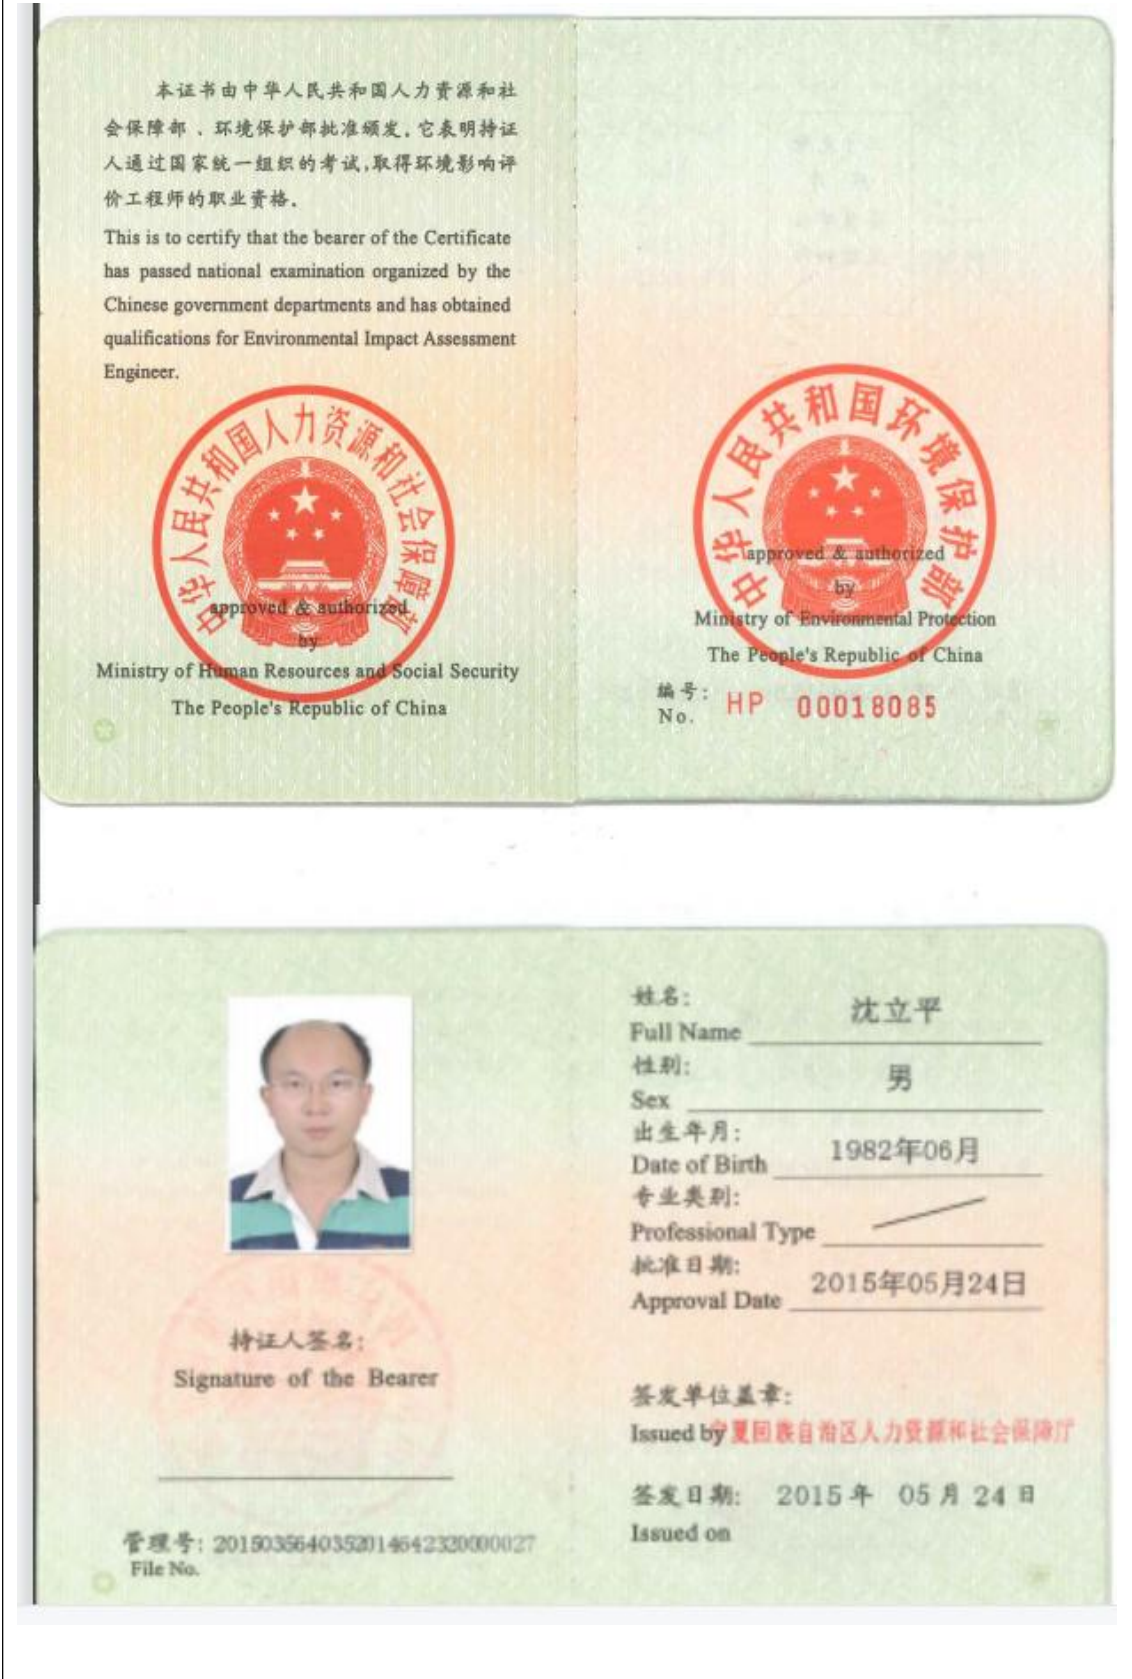 本证书由中华人民共和国人力资源和社
会保障部、环境保护部批准颁发。它表明持证
人通过国家统一组织的考试,取得环境影响评
价工程师的职业资格。
This is to certify that the bearer of the Certificate
has passed national examination organized by the
Chinese government departments and has obtained
qualifications for Environmental Impact Assessment
Engineer.
中华人民共和国人力资源和社会保障部
approved & authorized
by
Ministry of Human Resources and Social Security
The People's Republic of China
中华人民共和国环境保护部
approved & authorized
by
Ministry of Environmental Protection
The People's Republic of China
编号:
No.
HP 00018085
持证人签名:
Signature of the Bearer
管理号: 2015035640352014642320000027
File No.
姓名:
沈立平
Full Name
性别:
男
Sex
出生年月:
1982年06月
Date of Birth
专业类别:
Professional Type
批准日期:
2015年05月24日
Approval Date
签发单位盖章:
Issued by 宁夏回族自治区人力资源和社会保障厅
签发日期: 2015年 05月24日
Issued on